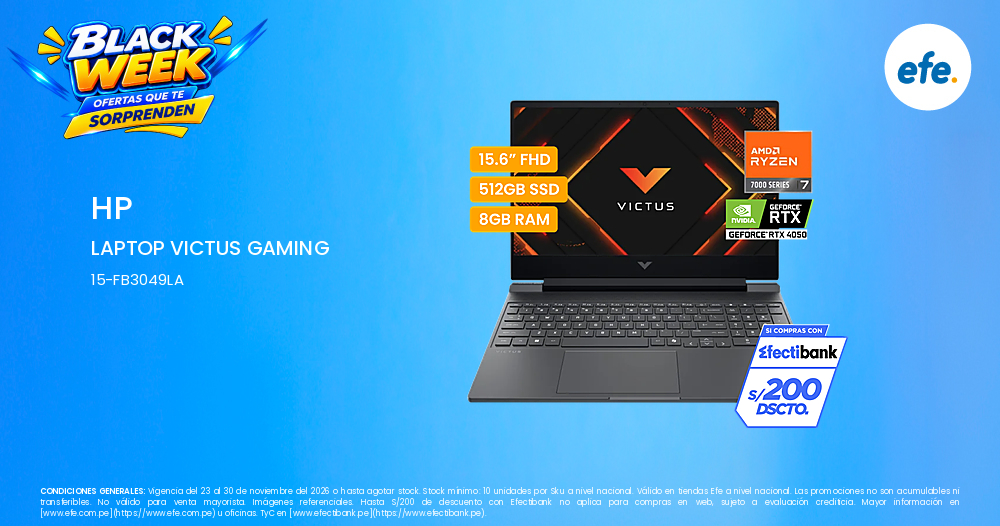 BLACK
WEEK
OFERTAS QUE TE
SORPRENDEN
efe.
HP
LAPTOP VICTUS GAMING
15-FB3049LA
15.6” FHD
512GB SSD
8GB RAM
VICTUS
AMD
RYZEN
7000 SERIES 7
NVIDIA
GEFORCE
RTX
GEFORCE RTX 4050
VICTUS
SI COMPRAS CON
Efectibank
S/200
DSCTO.
CONDICIONES GENERALES: Vigencia del 23 al 30 de noviembre del 2026 o hasta agotar stock. Stock mínimo: 10 unidades por Sku a nivel nacional. Válido en tiendas Efe a nivel nacional. Las promociones no son acumulables ni
transferibles. No válido para venta mayorista. Imágenes referenciales. Hasta S/200 de descuento con Efectibank no aplica para compras en web, sujeto a evaluación crediticia. Mayor información en
[www.efe.com.pe](https://www.efe.com.pe) u oficinas. TyC en [www.efectibank.pe](https://www.efectibank.pe).